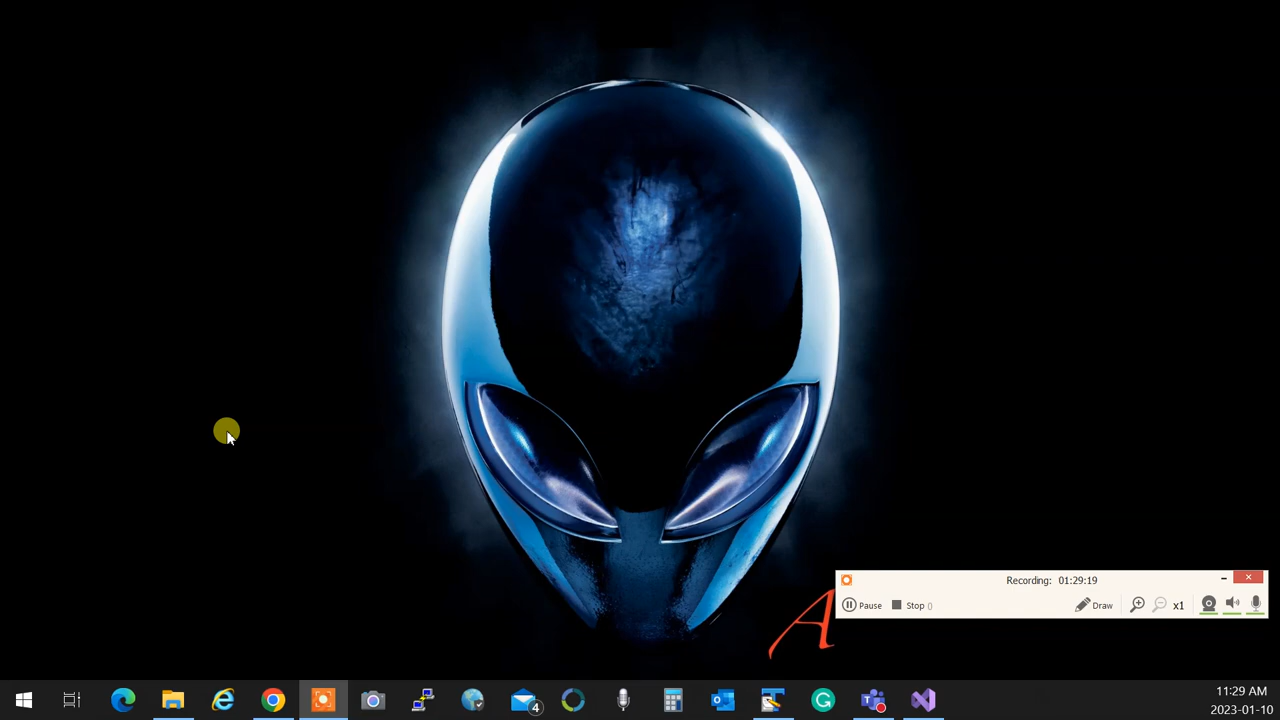 A
Recording: 01:29:19
Pause
Stop ()
Draw
x1
4
11:29 AM
2023-01-10